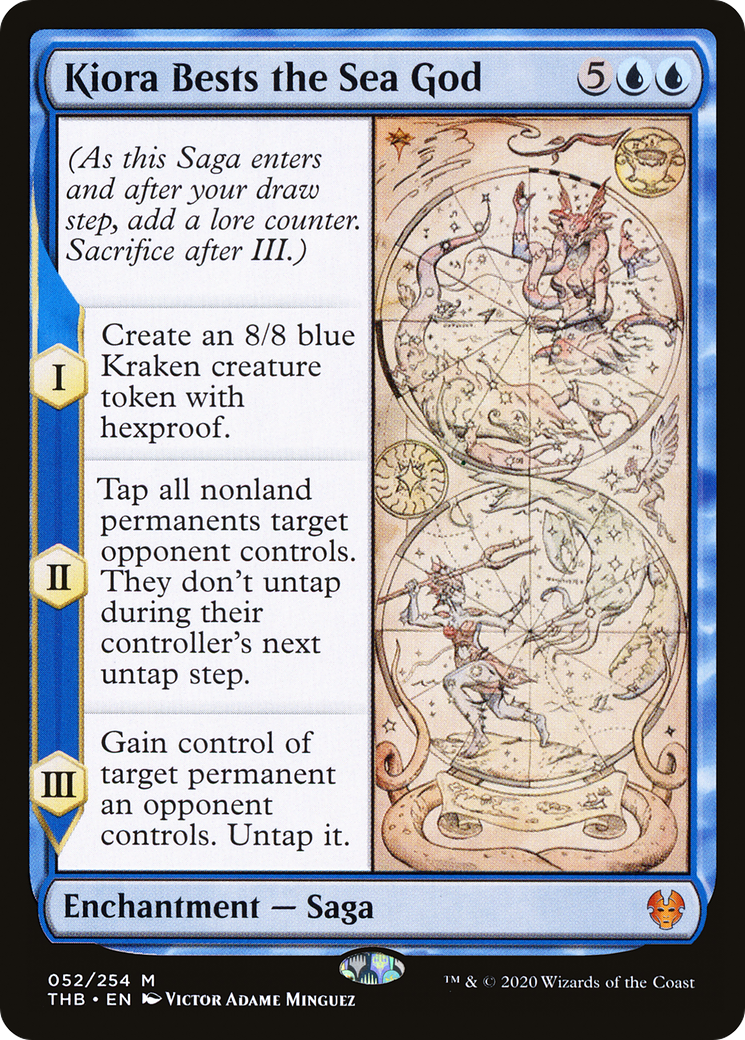 Kiora Bests the Sea God 5
(As this Saga enters
and after your draw
step, add a lore counter.
Sacrifice after III.)
I
Create an 8/8 blue
Kraken creature
token with
hexproof.
II
Tap all nonland
permanents target
opponent controls.
They don't untap
during their
controller's next
untap step.
III
Gain control of
target permanent
an opponent
controls. Untap it.
Enchantment — Saga
052/254 M
THB • EN Victor Adame Minguez
™ & © 2020 Wizards of the Coast